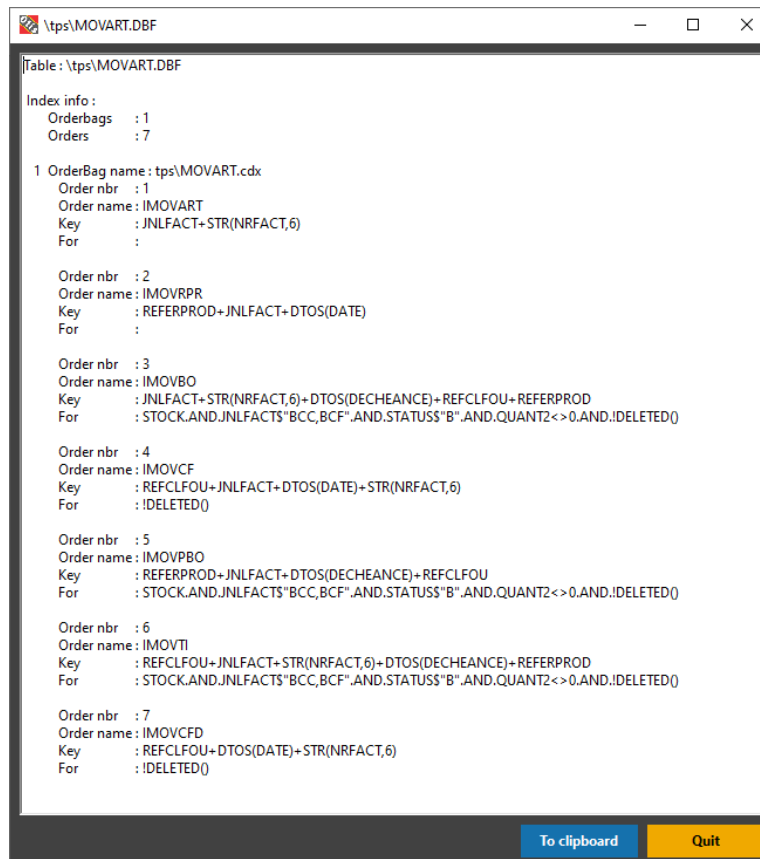 \tps\MOVART.DBF
Table : \tps\MOVART.DBF
Index info :
Orderbags : 1
Orders : 7
1 OrderBag name : tps\MOVART.cdx
Order nbr : 1
Order name : IMOVART
Key : JNLFACT+STR(NRFACT,6)
For :
Order nbr : 2
Order name : IMOVRPR
Key : REFERPROD+JNLFACT+DTOS(DATE)
For :
Order nbr : 3
Order name : IMOVBO
Key : JNLFACT+STR(NRFACT,6)+DTOS(DECHEANCE)+REFCLFOU+REFERPROD
For : STOCK.AND.JNLFACT$"BCC,BCF".AND.STATUS$"B".AND.QUANT2<>0.AND.!DELETED()
Order nbr : 4
Order name : IMOVCF
Key : REFCLFOU+JNLFACT+DTOS(DATE)+STR(NRFACT,6)
For : !DELETED()
Order nbr : 5
Order name : IMOVPBO
Key : REFERPROD+JNLFACT+DTOS(DECHEANCE)+REFCLFOU
For : STOCK.AND.JNLFACT$"BCC,BCF".AND.STATUS$"B".AND.QUANT2<>0.AND.!DELETED()
Order nbr : 6
Order name : IMOVTI
Key : REFCLFOU+JNLFACT+STR(NRFACT,6)+DTOS(DECHEANCE)+REFERPROD
For : STOCK.AND.JNLFACT$"BCC,BCF".AND.STATUS$"B".AND.QUANT2<>0.AND.!DELETED()
Order nbr : 7
Order name : IMOVCFD
Key : REFCLFOU+DTOS(DATE)+STR(NRFACT,6)
For : !DELETED()
To clipboard Quit